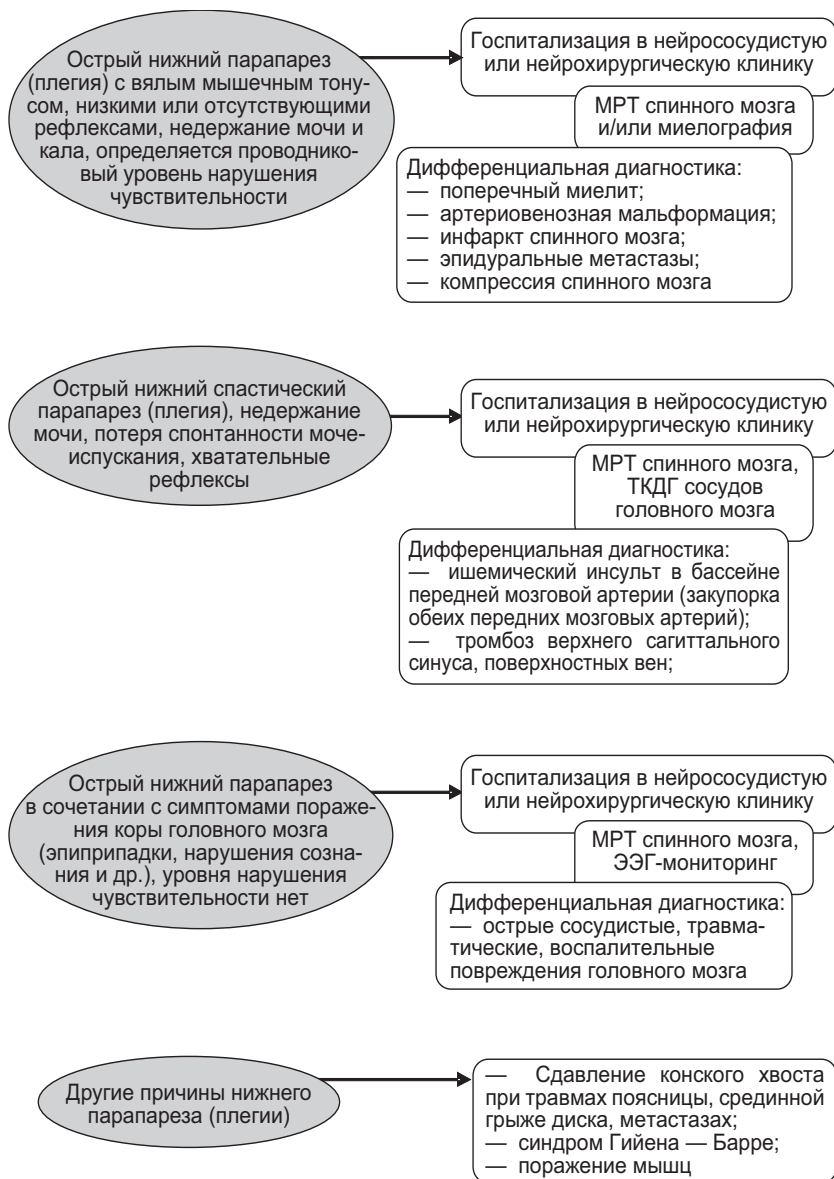 Острый нижний парапарез
(плегия) с вялым мышечным тону-
сом, низкими или отсутствующими
рефлексами, недержание мочи и
кала, определяется проводнико-
вый уровень нарушения
чувствительности
Госпитализация в нейрососудистую
или нейрохирургическую клинику
МРТ спинного мозга
и/или миелография
Дифференциальная диагностика:
— поперечный миелит;
— артериовенозная мальформация;
— инфаркт спинного мозга;
— эпидуральные метастазы;
— компрессия спинного мозга
Острый нижний спастический
парапарез (плегия), недержание
мочи, потеря спонтанности моче-
испускания, хватательные
рефлексы
Госпитализация в нейрососудистую
или нейрохирургическую клинику
МРТ спинного мозга,
ТКДГ сосудов
головного мозга
Дифференциальная диагностика:
— ишемический инсульт в бассейне
передней мозговой артерии (закупорка
обеих передних мозговых артерий);
— тромбоз верхнего сагиттального
синуса, поверхностных вен;
Острый нижний парапарез
в сочетании с симптомами пораже-
ния коры головного мозга
(эпиприпадки, нарушения созна-
ния и др.), уровня нарушения
чувствительности нет
Госпитализация в нейрососудистую
или нейрохирургическую клинику
МРТ спинного мозга,
ЭЭГ-мониторинг
Дифференциальная диагностика:
— острые сосудистые, травма-
тические, воспалительные
повреждения головного мозга
Другие причины нижнего
парапареза (плегии)
— Сдавление конского хвоста
при травмах поясницы, срединной
грыже диска, метастазах;
— синдром Гийена — Барре;
— поражение мышц